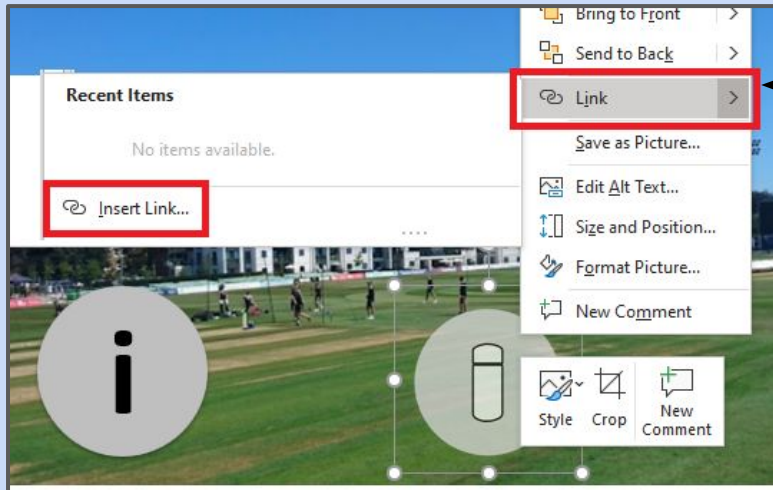 Bring to Front
Send to Back
Recent Items
Link
No items available.
Save as Picture...
Insert Link...
Edit Alt Text...
Size and Position...
Format Picture...
New Comment
i
Style Crop New Comment